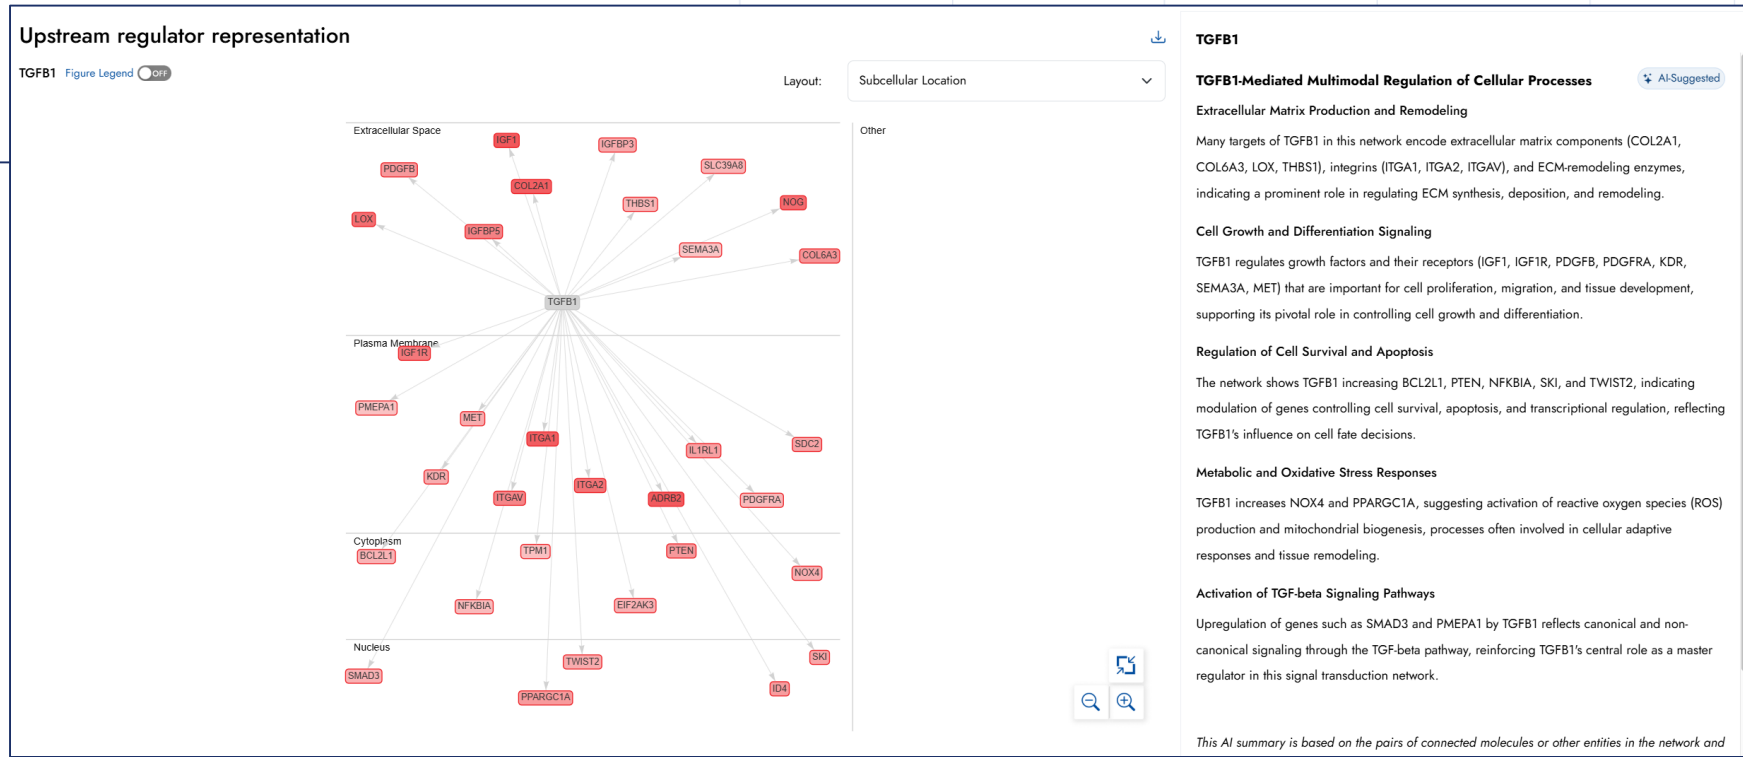 Upstream regulator representation
TGFB1 Figure Legend OFF
Layout: Subcellular Location
Extracellular Space
Other
IGF1
IGFBP3
PDGFB
SLC39A8
COL2A1
THBS1
NOG
LOX
IGFBP5
SEMA3A
COL6A3
TGFB1
Plasma Membrane
IGF1R
PMEPA1
MET
ITGA1
IL1RL1
SDC2
KDR
ITGAV
ITGA2
ADRB2
PDGFRA
Cytoplasm
BCL2L1
TPM1
PTEN
NOX4
NFKBIA
EIF2AK3
Nucleus
SMAD3
TWIST2
SKI
PPARGC1A
ID4
TGFB1
TGFB1-Mediated Multimodal Regulation of Cellular Processes
AI-Suggested
Extracellular Matrix Production and Remodeling
Many targets of TGFB1 in this network encode extracellular matrix components (COL2A1,
COL6A3, LOX, THBS1), integrins (ITGA1, ITGA2, ITGAV), and ECM-remodeling enzymes,
indicating a prominent role in regulating ECM synthesis, deposition, and remodeling.
Cell Growth and Differentiation Signaling
TGFB1 regulates growth factors and their receptors (IGF1, IGF1R, PDGFB, PDGFRA, KDR,
SEMA3A, MET) that are important for cell proliferation, migration, and tissue development,
supporting its pivotal role in controlling cell growth and differentiation.
Regulation of Cell Survival and Apoptosis
The network shows TGFB1 increasing BCL2L1, PTEN, NFKBIA, SKI, and TWIST2, indicating
modulation of genes controlling cell survival, apoptosis, and transcriptional regulation, reflecting
TGFB1's influence on cell fate decisions.
Metabolic and Oxidative Stress Responses
TGFB1 increases NOX4 and PPARGC1A, suggesting activation of reactive oxygen species (ROS)
production and mitochondrial biogenesis, processes often involved in cellular adaptive
responses and tissue remodeling.
Activation of TGF-beta Signaling Pathways
Upregulation of genes such as SMAD3 and PMEPA1 by TGFB1 reflects canonical and non-
canonical signaling through the TGF-beta pathway, reinforcing TGFB1's central role as a master
regulator in this signal transduction network.
This AI summary is based on the pairs of connected molecules or other entities in the network and